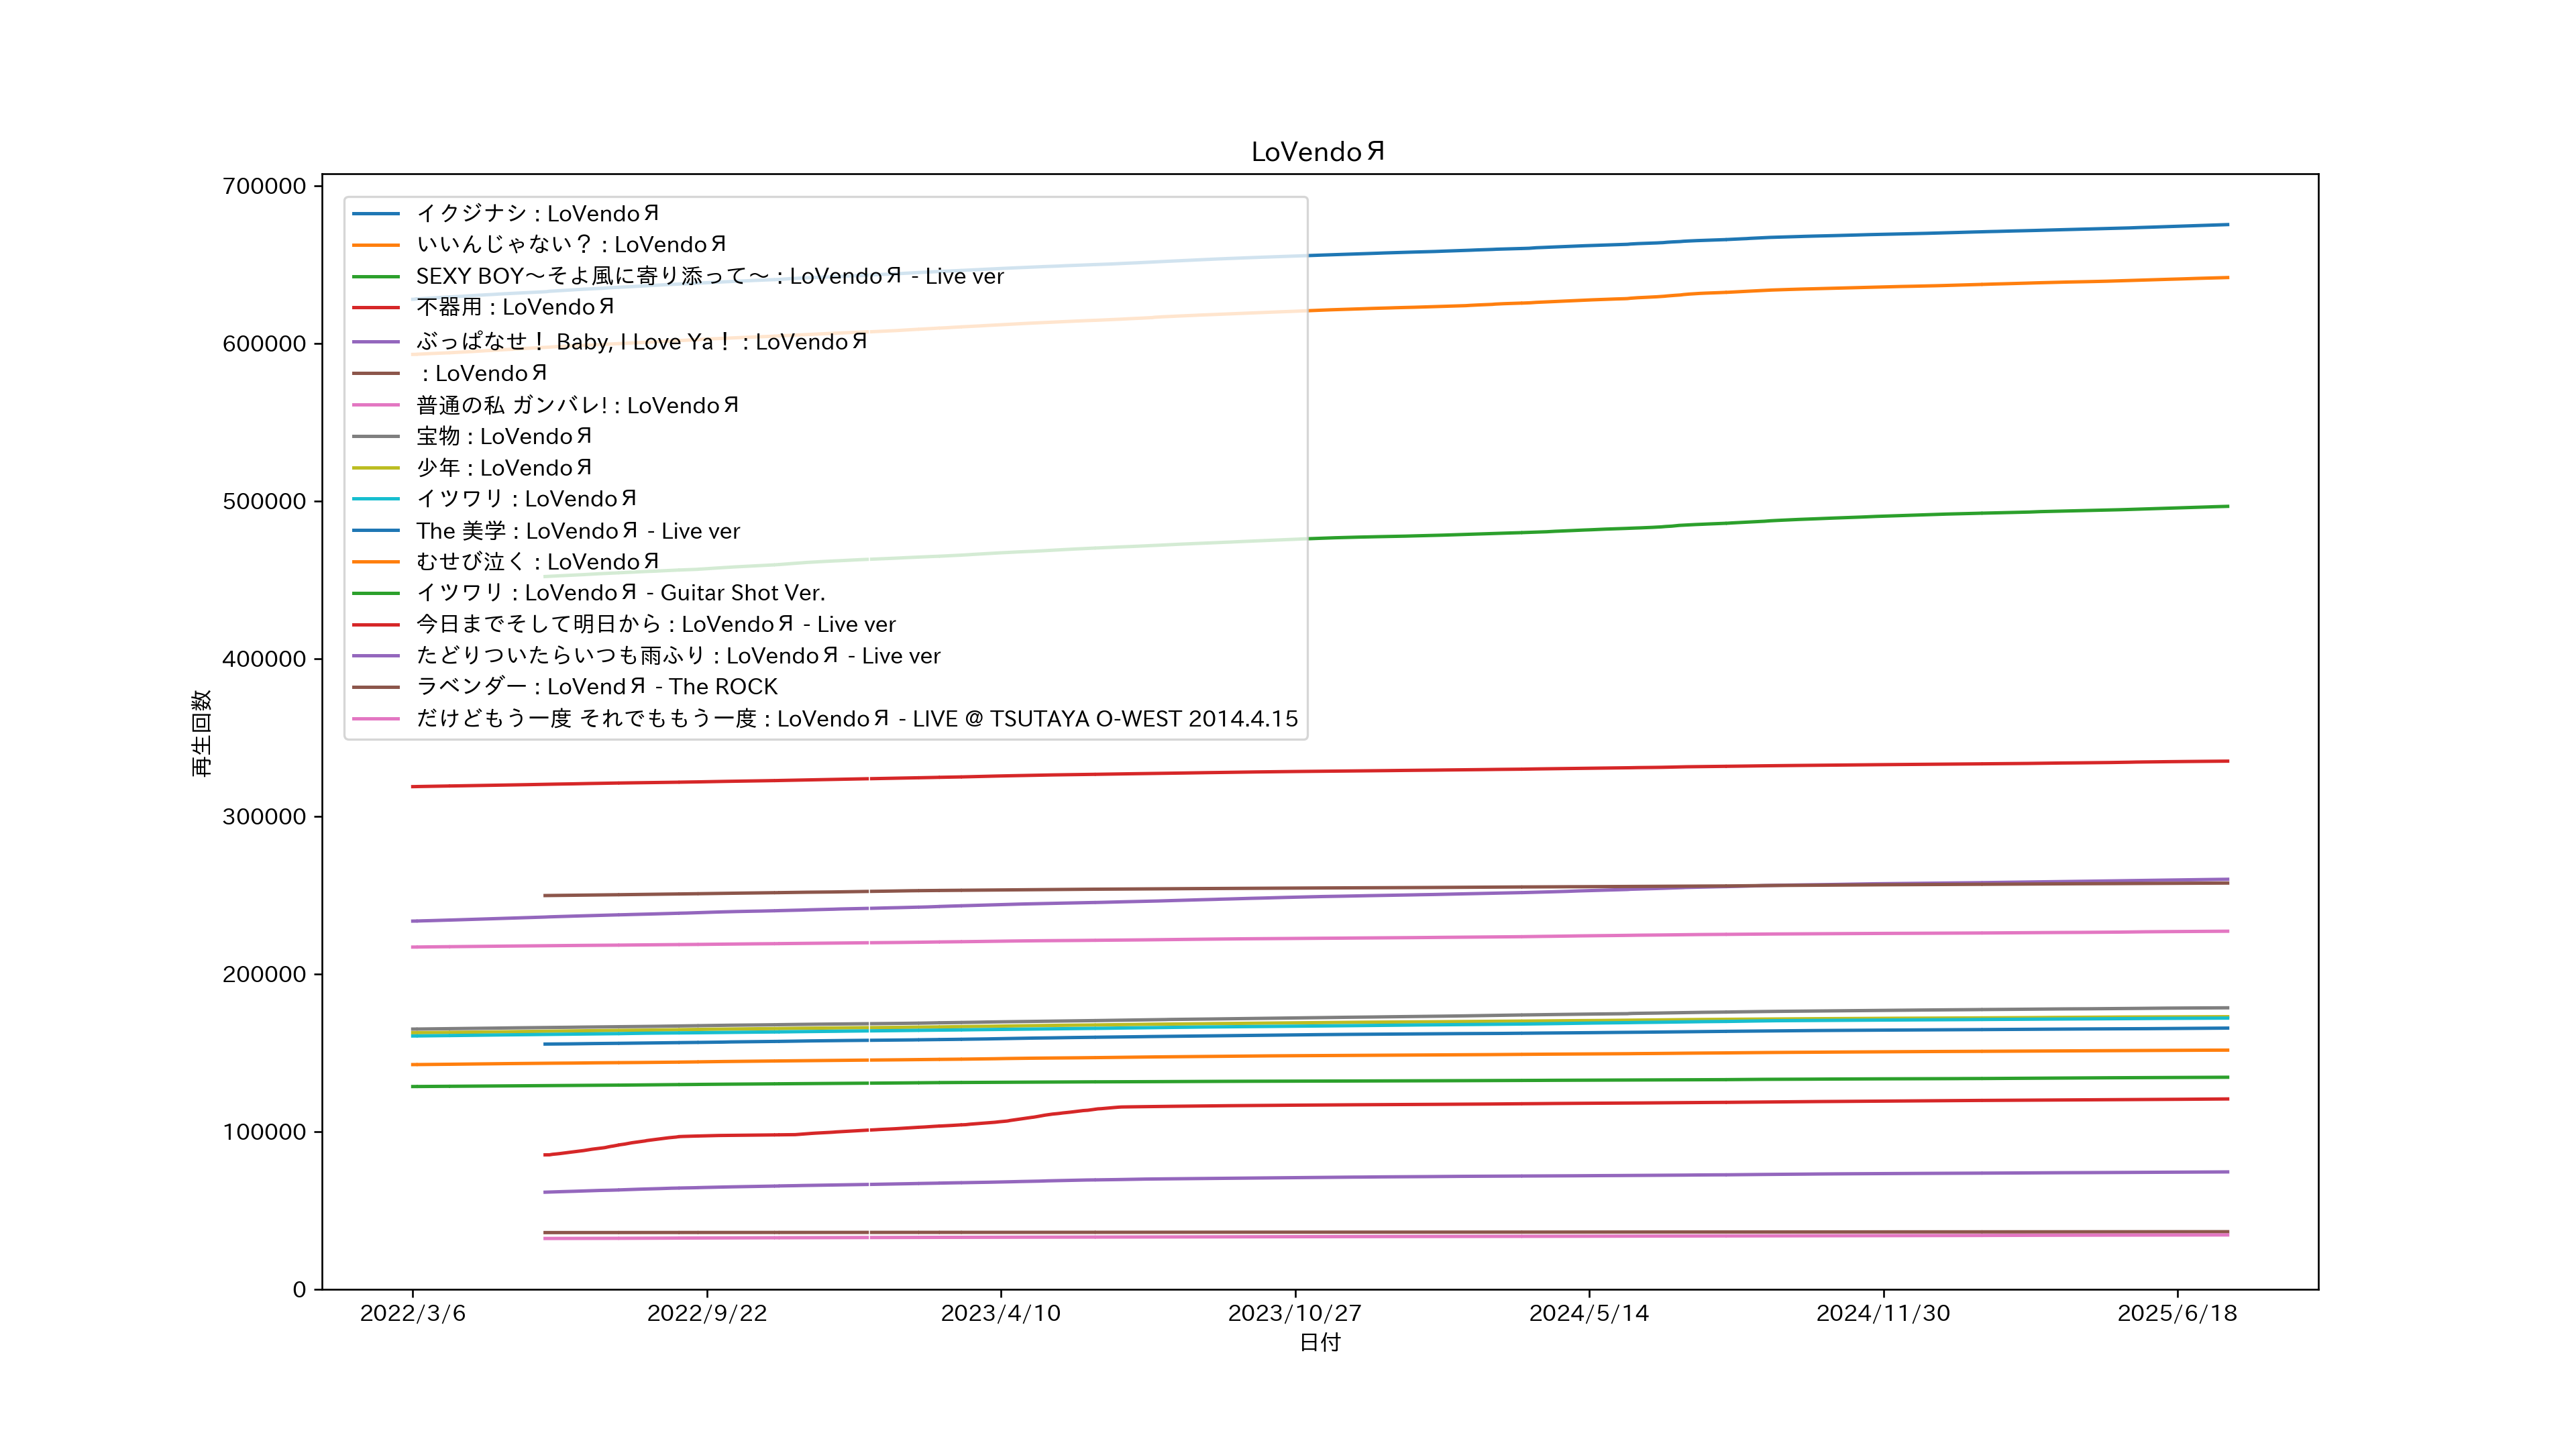 LoVendoЯ
700000
600000
500000
400000
300000
200000
100000
0
再生回数
イクジナシ : LoVendoЯ
いいんじゃない？ : LoVendoЯ
SEXY BOY～そよ風に寄り添って～ : LoVendoЯ - Live ver
不器用 : LoVendoЯ
ぶっぱなせ！ Baby, I Love Ya！ : LoVendoЯ
: LoVendoЯ
普通の私 ガンバレ! : LoVendoЯ
宝物 : LoVendoЯ
少年 : LoVendoЯ
イツワリ : LoVendoЯ
The 美学 : LoVendoЯ - Live ver
むせび泣く : LoVendoЯ
イツワリ : LoVendoЯ - Guitar Shot Ver.
今日までそして明日から : LoVendoЯ - Live ver
たどりついたらいつも雨ふり : LoVendoЯ - Live ver
ラベンダー : LoVendЯ - The ROCK
だけどもう一度 それでももう一度 : LoVendoЯ - LIVE @ TSUTAYA O-WEST 2014.4.15
2022/3/6
2022/9/22
2023/4/10
2023/10/27
2024/5/14
2024/11/30
2025/6/18
日付